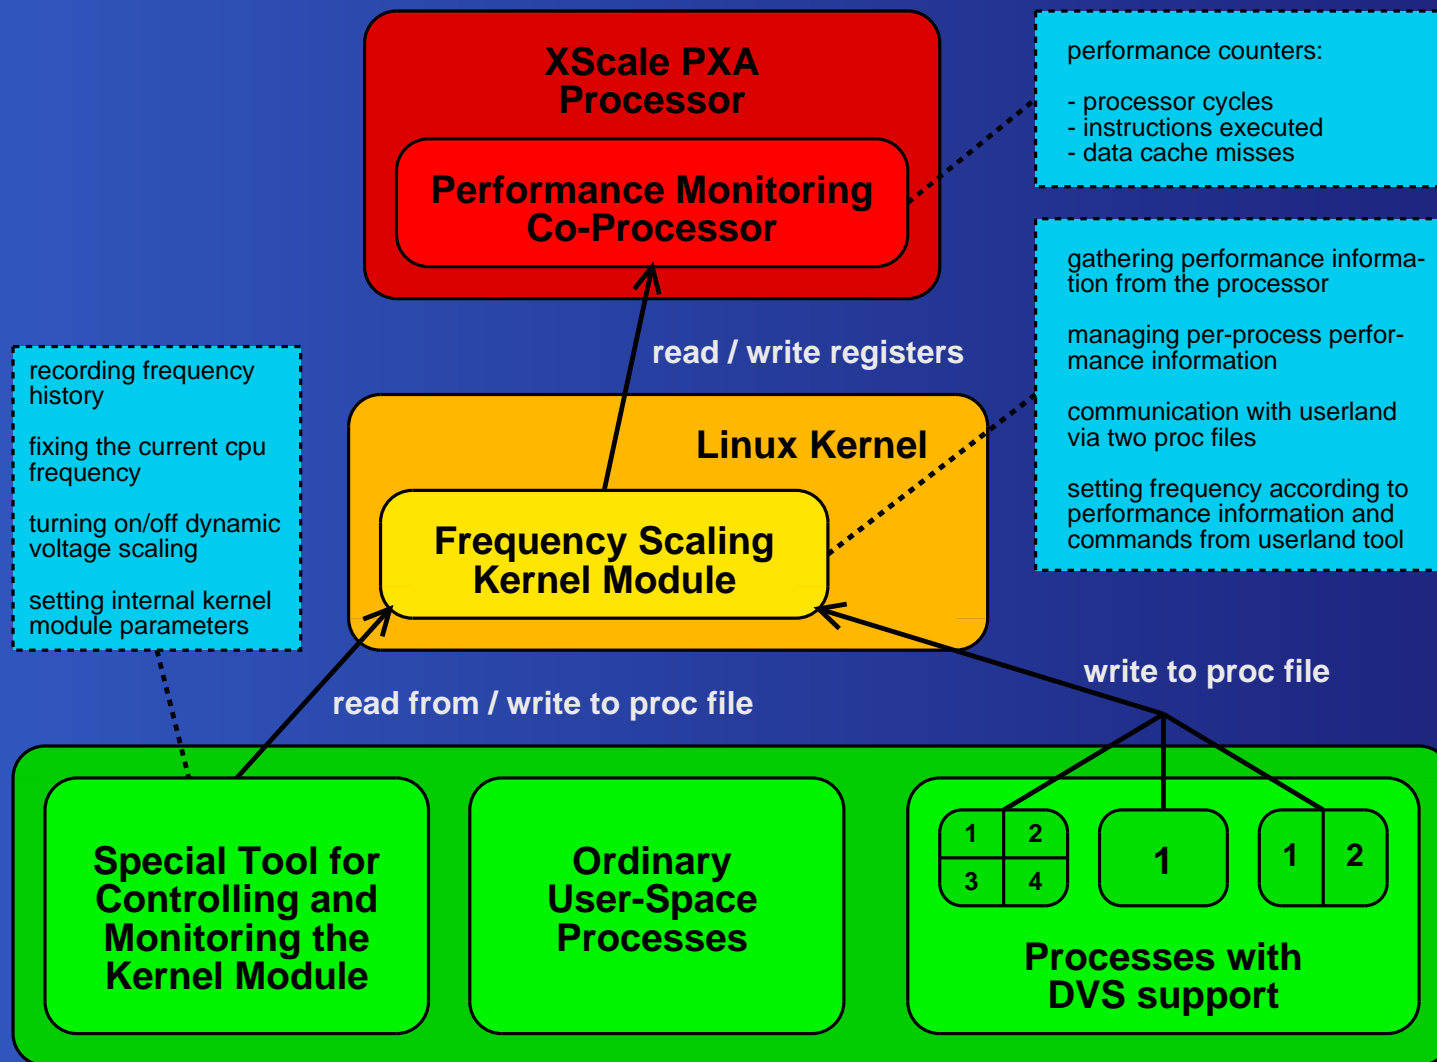 XScale PXA
Processor
Performance Monitoring
Co-Processor
performance counters:
- processor cycles
- instructions executed
- data cache misses
gathering performance informa-
tion from the processor
managing per-process perfor-
mance information
communication with userland
via two proc files
setting frequency according to
performance information and
commands from userland tool
read / write registers
recording frequency
history
fixing the current cpu
frequency
turning on/off dynamic
voltage scaling
setting internal kernel
module parameters
Linux Kernel
Frequency Scaling
Kernel Module
read from / write to proc file
write to proc file
Special Tool for
Controlling and
Monitoring the
Kernel Module
Ordinary
User-Space
Processes
1 2
3 4
1
1 2
Processes with
DVS support